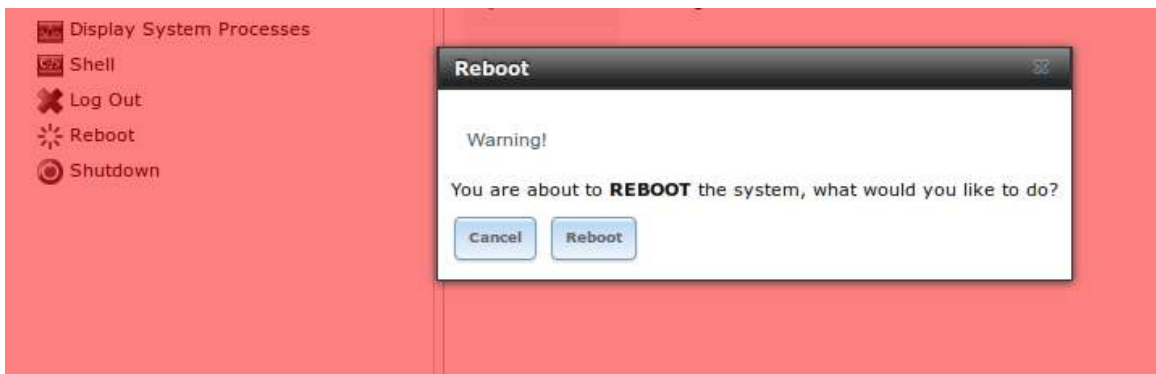 Display System Processes
Shell
Log Out
Reboot
Shutdown
Reboot
Warning!
You are about to REBOOT the system, what would you like to do?
Cancel
Reboot